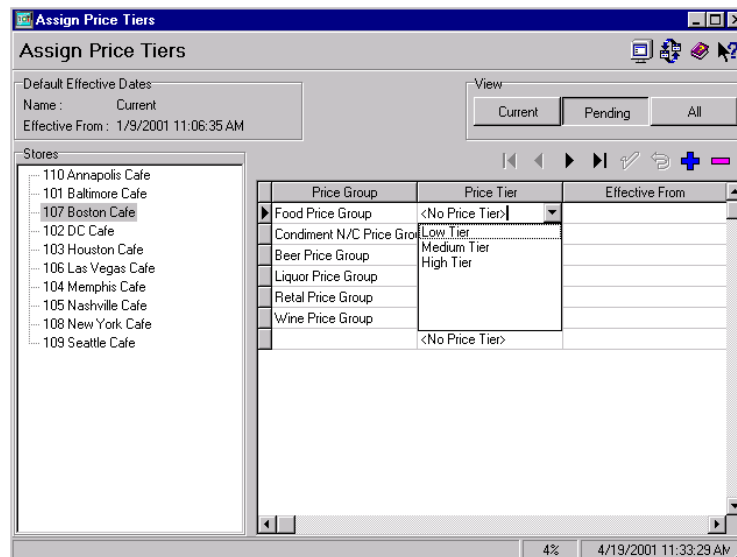 Assign Price Tiers
Assign Price Tiers
Default Effective Dates
Name : Current
Effective From : 1/9/2001 11:06:35 AM
View
Current Pending All
Stores
110 Annapolis Cafe
101 Baltimore Cafe
107 Boston Cafe
102 DC Cafe
103 Houston Cafe
106 Las Vegas Cafe
104 Memphis Cafe
105 Nashville Cafe
108 New York Cafe
109 Seattle Cafe
Price Group Price Tier Effective From
Food Price Group <No Price Tier>
Condiment N/C Price Grou
Beer Price Group
Liquor Price Group
Retal Price Group
Wine Price Group
Low Tier
Medium Tier
High Tier
<No Price Tier>
4% 4/19/2001 11:33:29 AM